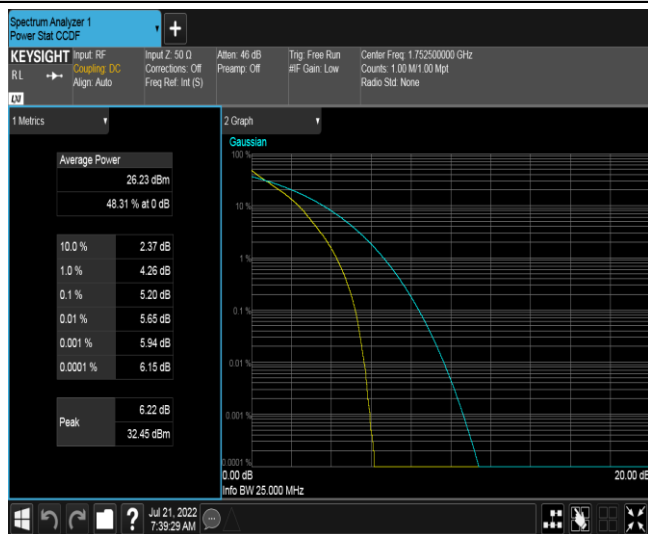 Spectrum Analyzer 1
Power Stat CCDF
+
KEYSIGHT
RL
Input: RF
Coupling: DC
Align: Auto
Input Z: 50 Ω
Corrections: Off
Freq Ref: Int (S)
Atten: 46 dB
Preamp: Off
Trig: Free Run
#IF Gain: Low
Center Freq: 1.752500000 GHz
Counts: 1.00 M/1.00 Mpt
Radio Std: None
1 Metrics
Average Power
26.23 dBm
48.31 % at 0 dB
10.0 % 2.37 dB
1.0 % 4.26 dB
0.1 % 5.20 dB
0.01 % 5.65 dB
0.001 % 5.94 dB
0.0001 % 6.15 dB
Peak
6.22 dB
32.45 dBm
2 Graph
Gaussian
100 %
10 %
1 %
0.1 %
0.01 %
0.001 %
0.0001 %
0.00 dB
20.00 dB
Info BW 25.000 MHz
?
Jul 21, 2022
7:39:29 AM